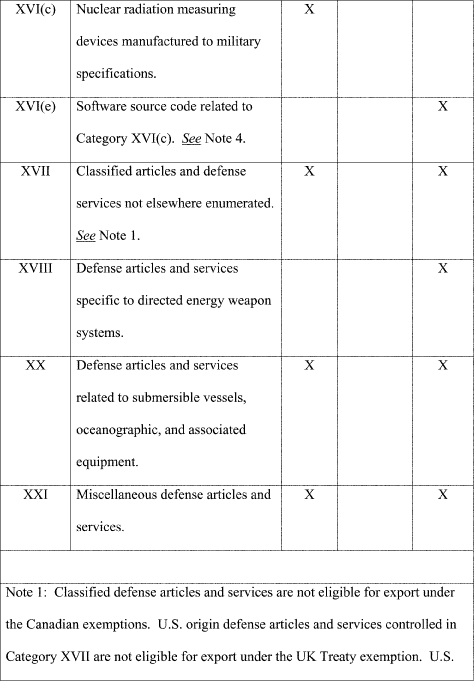 XVI(c) Nuclear radiation measuring X
devices manufactured to military
specifications.
XVI(e) Software source code related to X
Category XVI(c). See Note 4.
XVII Classified articles and defense X X
services not elsewhere enumerated.
See Note 1.
XVIII Defense articles and services X
specific to directed energy weapon
systems.
XX Defense articles and services X X
related to submersible vessels,
oceanographic, and associated
equipment.
XXI Miscellaneous defense articles and X X
services.
Note 1: Classified defense articles and services are not eligible for export under
the Canadian exemptions. U.S. origin defense articles and services controlled in
Category XVII are not eligible for export under the UK Treaty exemption. U.S.